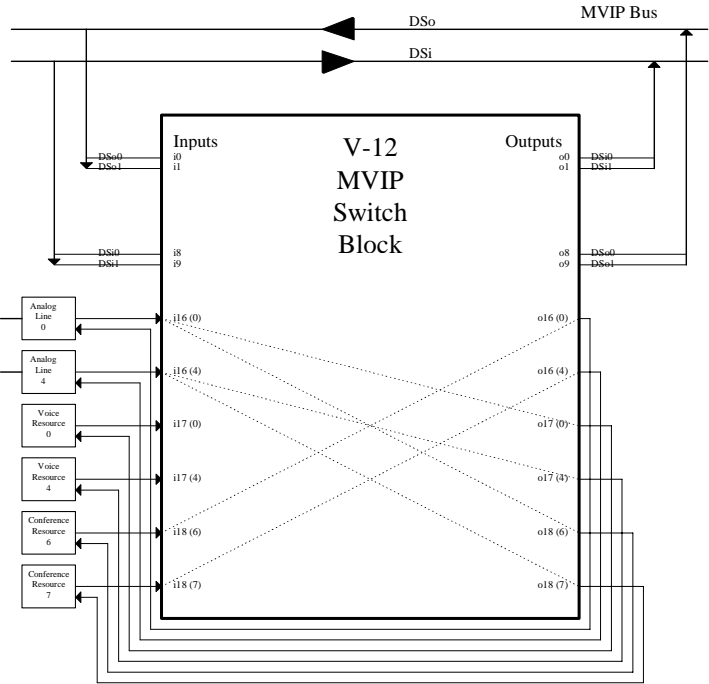 DSo
MVIP Bus
DSi
Inputs
V-12
MVIP
Switch
Block
Outputs
DSo0
i0
DSo1
i1
o0
DSi0
o1
DSi1
DSi0
i8
DSi1
i9
o8
DSo0
o9
DSo1
Analog
Line
0
i16 (0)
o16 (0)
Analog
Line
4
i16 (4)
o16 (4)
Voice
Resource
0
i17 (0)
o17 (0)
Voice
Resource
4
i17 (4)
o17 (4)
Conference
Resource
6
i18 (6)
o18 (6)
Conference
Resource
7
i18 (7)
o18 (7)